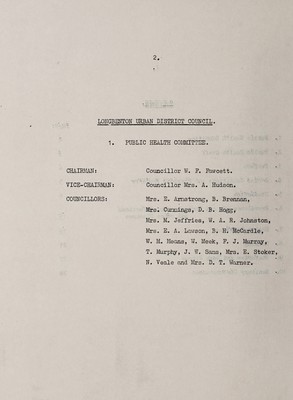 2.
LONGBENTON URBAN DISTRICT COUNCIL.
1. PUBLIC HEALTH COMMITTEE.
CHAIRMAN: Councillor W. F. Fawcett.
VICE-CHAIRMAN: Councillor Mrs. A. Hudson.
COUNCILLORS: Mrs. E. Armstrong, B. Brennan,
Mrs. Cummings, D. B. Hogg,
Mrs. M. Jeffries, W. A. R. Johnston,
Mrs. E. A. Lawson, B. H. McCardle,
W. H. Means, W. Meek, F. J. Murray,
T. Murphy, J. W. Sams, Mrs. E. Stoker,
N. Veale and Mrs. D. T. Warner.